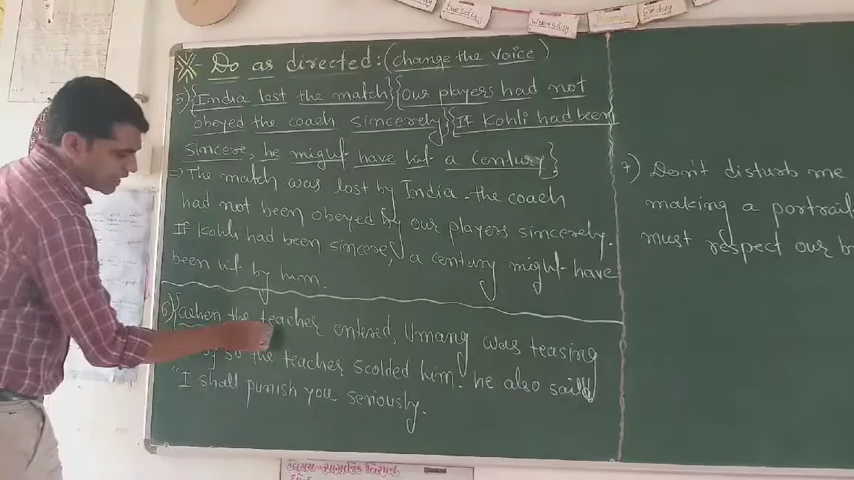 Tuesday Wednesday
※- Do as directed: (change the voice)
5) {India lost the match} {Our players had not
obeyed the coach sincerely} {If Kohli had been
sincere, he might have hit a century}
⇒ The match was lost by India. the coach
had not been obeyed by our players sincerely.
If Kohli had been sincere, a century might have
been hit by him.
6) {When the teacher entered, Umang was teasing
so the teacher scolded him. he also said
"I shall punish you seriously.
7) Don't disturb me
making a portrait
must respect our